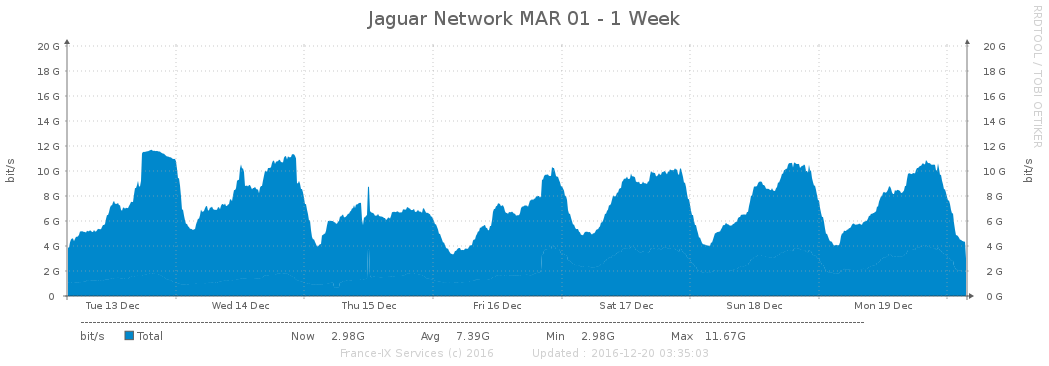 Jaguar Network MAR 01 - 1 Week
RRDTOOL / TOBI OETIKER
bit/s
20 G 20 G
18 G 18 G
16 G 16 G
14 G 14 G
12 G 12 G
10 G 10 G
8 G 8 G
6 G 6 G
4 G 4 G
2 G 2 G
0 0 G
bit/s
Tue 13 Dec Wed 14 Dec Thu 15 Dec Fri 16 Dec Sat 17 Dec Sun 18 Dec Mon 19 Dec
bit/s Total Now 2.98G Avg 7.39G Min 2.98G Max 11.67G
France-IX Services (c) 2016 Updated : 2016-12-20 03:35:03